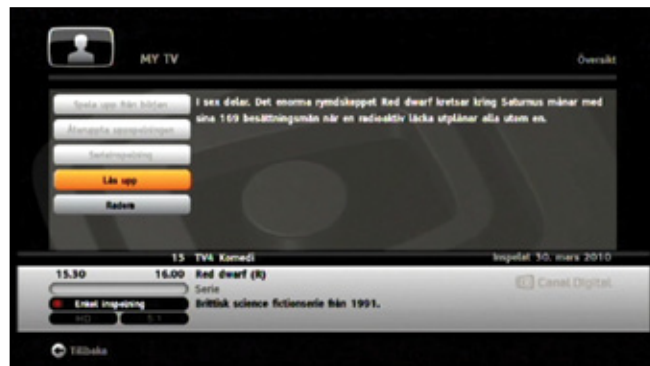 MY TV
Översikt
Spela upp från början
Återuppta uppspelningen
Serieinspelning
Lås upp
Radera
I sex delar. Det enorma rymdskeppet Red dwarf kretsar kring Saturnus månar med
sina 169 besättningsmän när en radioaktiv läcka utplånar alla utom en.
15 TV4 Komedi
Inspelat 30. mars 2010
15.30 16.00 Red dwarf (R)
Serie
Canal Digital
Enkel inspelning
Brittisk science fictionserie från 1991.
HD 5.1
Tillbaka